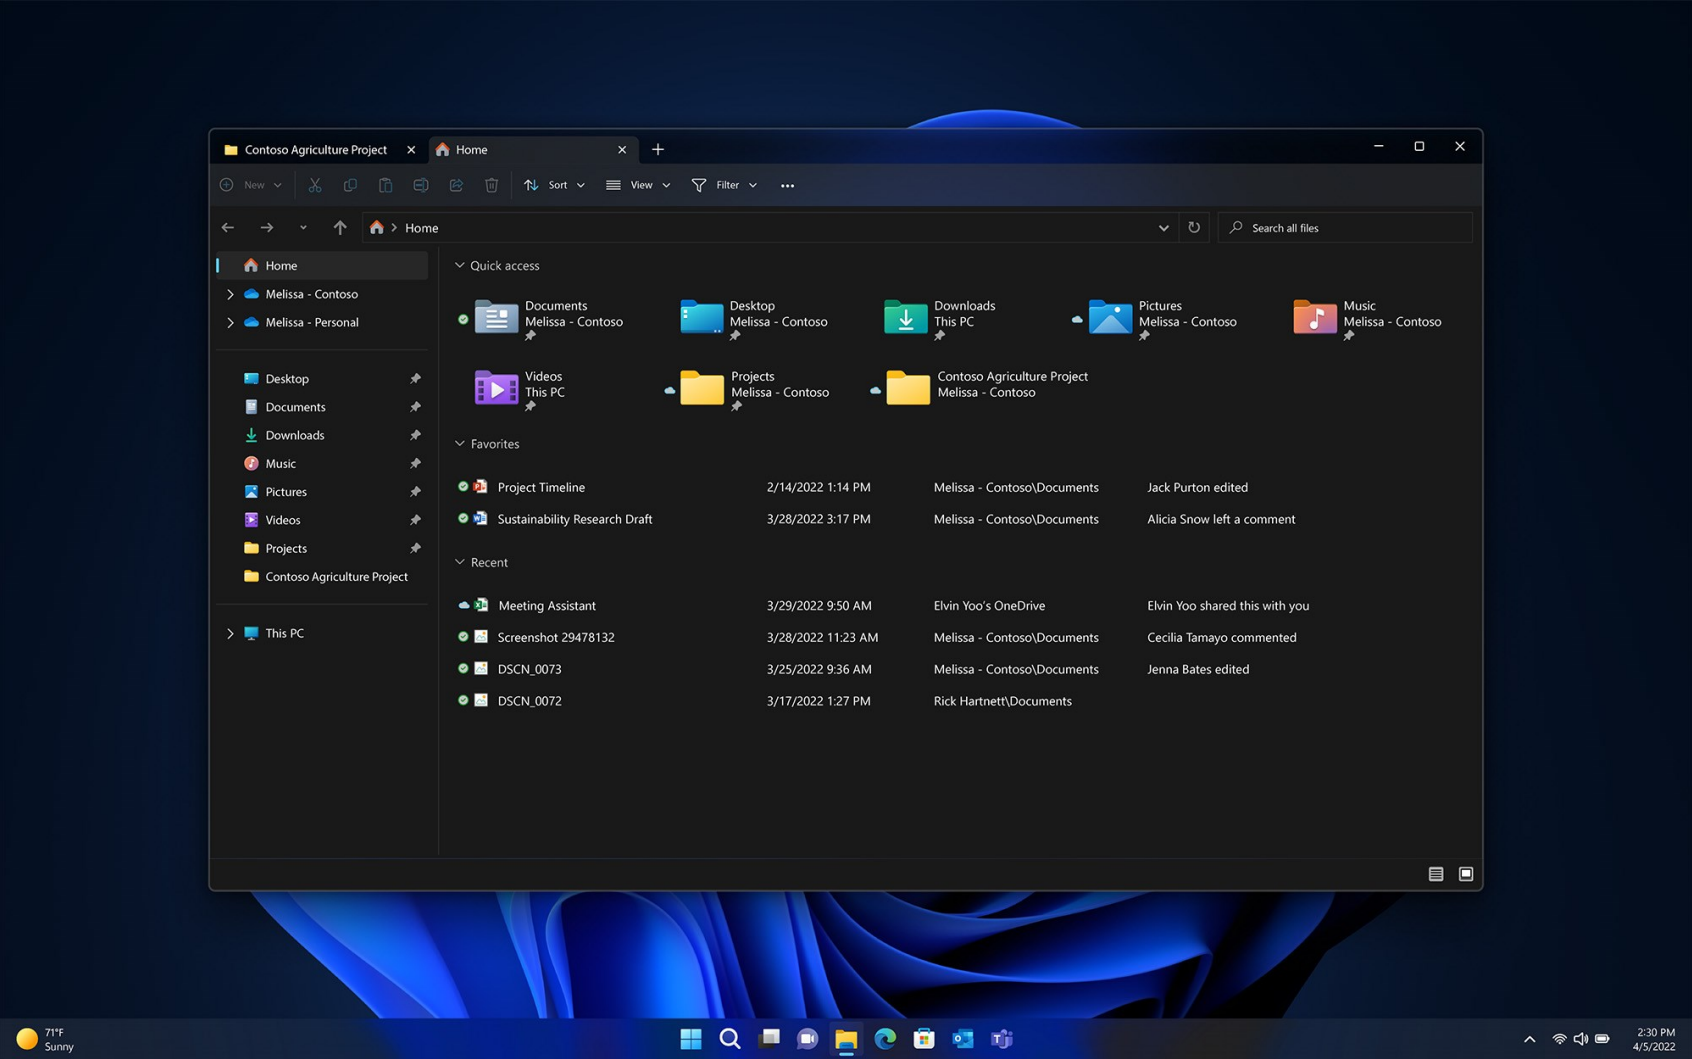 Contoso Agriculture Project
Home
New
Sort
View
Filter
Home
Search all files
Home
Melissa - Contoso
Melissa - Personal
Desktop
Documents
Downloads
Music
Pictures
Videos
Projects
Contoso Agriculture Project
This PC
Quick access
Documents
Melissa - Contoso
Desktop
Melissa - Contoso
Downloads
This PC
Pictures
Melissa - Contoso
Music
Melissa - Contoso
Videos
This PC
Projects
Melissa - Contoso
Contoso Agriculture Project
Melissa - Contoso
Favorites
Project Timeline 2/14/2022 1:14 PM Melissa - Contoso\Documents Jack Purton edited
Sustainability Research Draft 3/28/2022 3:17 PM Melissa - Contoso\Documents Alicia Snow left a comment
Recent
Meeting Assistant 3/29/2022 9:50 AM Elvin Yoo’s OneDrive Elvin Yoo shared this with you
Screenshot 29478132 3/28/2022 11:23 AM Melissa - Contoso\Documents Cecilia Tamayo commented
DSCN_0073 3/25/2022 9:36 AM Melissa - Contoso\Documents Jenna Bates edited
DSCN_0072 3/17/2022 1:27 PM Rick Hartnett\Documents
71°F
Sunny
2:30 PM
4/5/2022